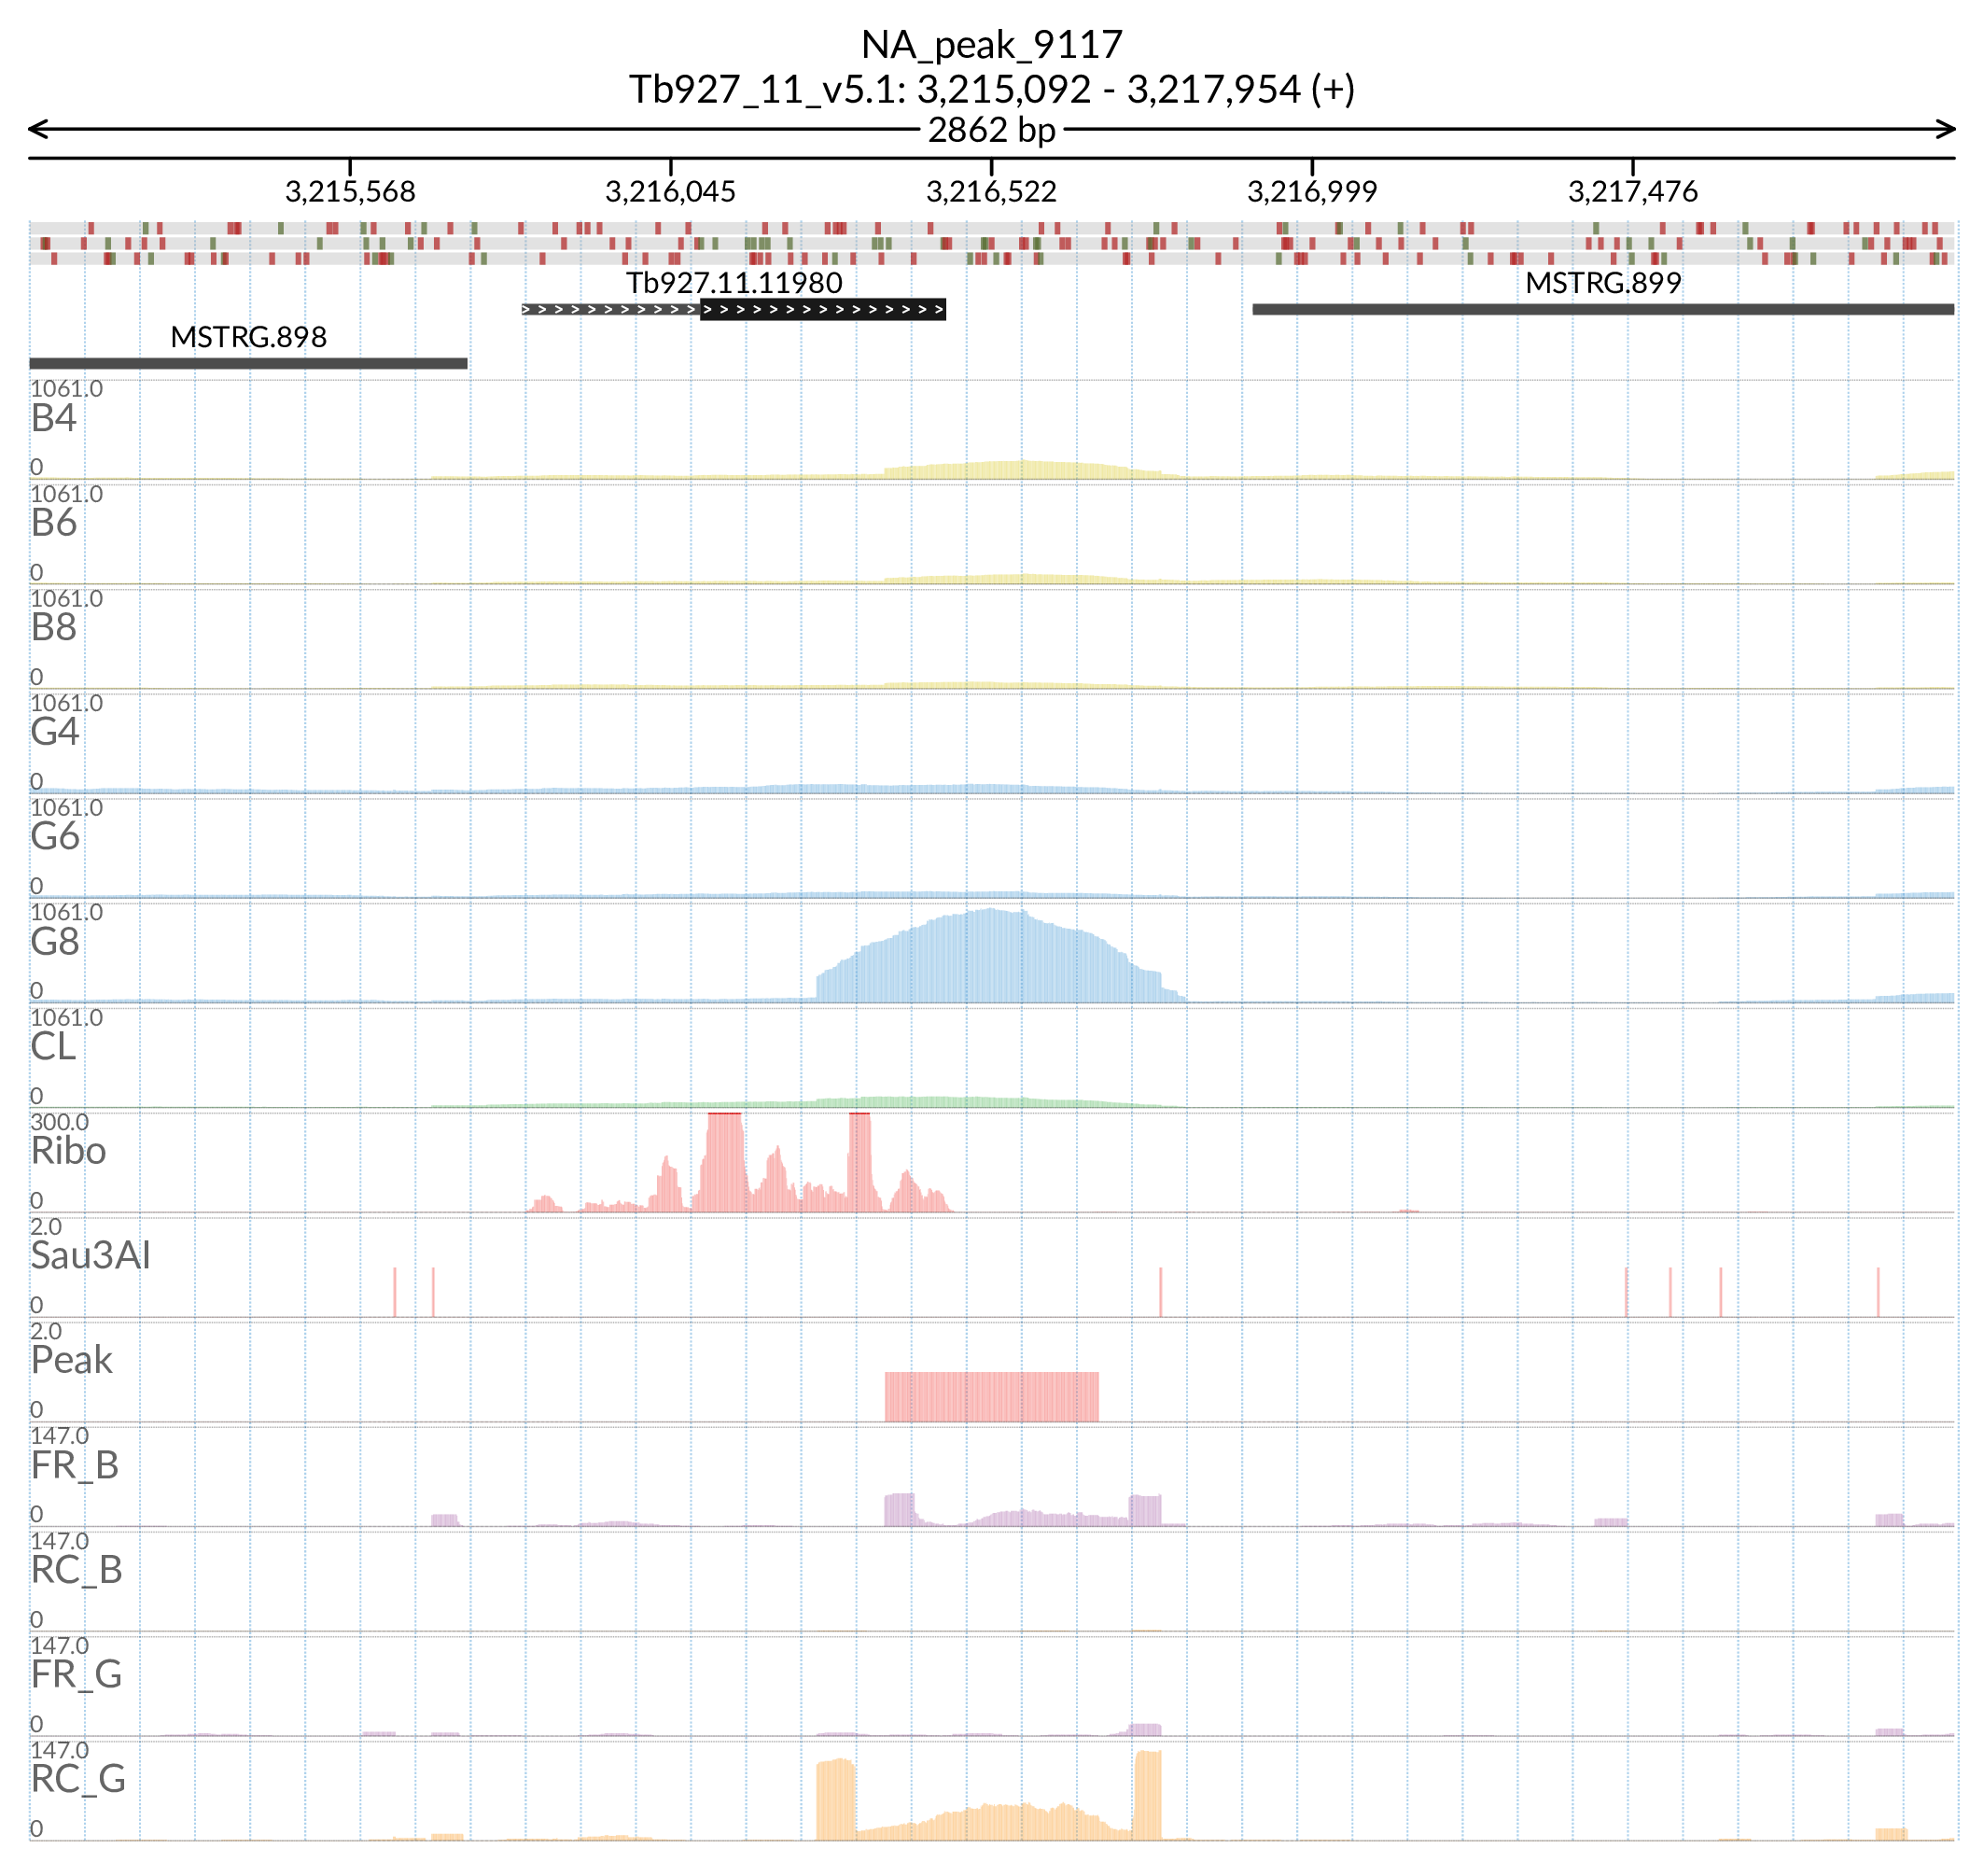 NA_peak_9117
Tb927_11_v5.1: 3,215,092 - 3,217,954 (+)
2862 bp
3,215,568 3,216,045 3,216,522 3,216,999 3,217,476
Tb927.11.11980 MSTRG.899
MSTRG.898
1061.0
B4
0
1061.0
B6
0
1061.0
B8
0
1061.0
G4
0
1061.0
G6
0
1061.0
G8
0
1061.0
CL
0
300.0
Ribo
0
2.0
Sau3AI
0
2.0
Peak
0
147.0
FR_B
0
147.0
RC_B
0
147.0
FR_G
0
147.0
RC_G
0